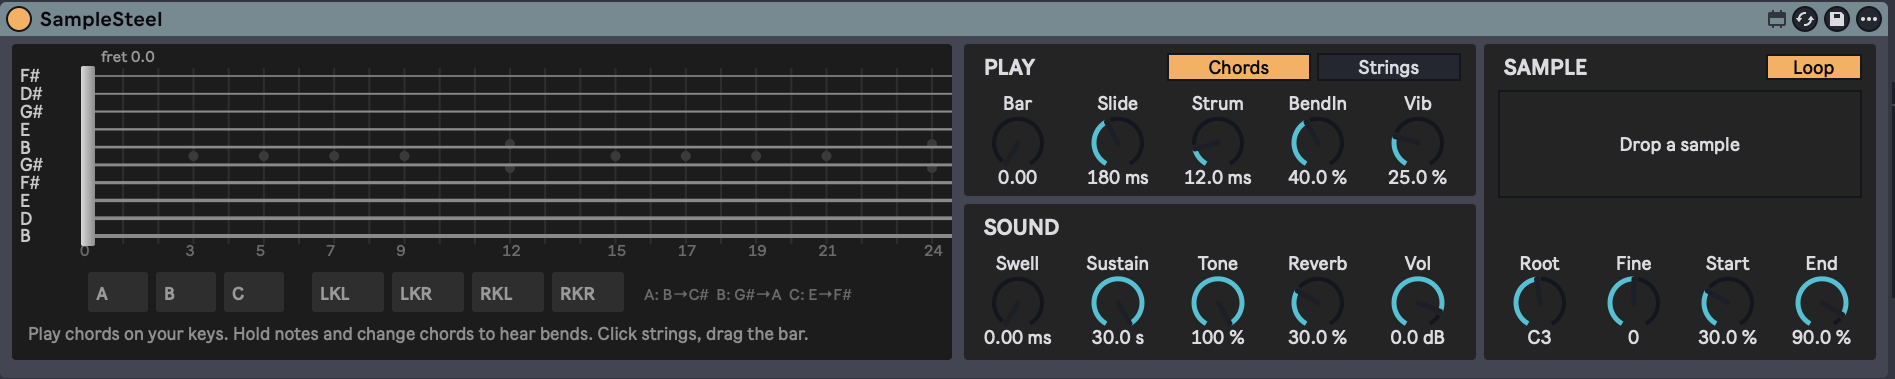 SampleSteel
fret 0.0
F#
D#
G#
E
B
G#
F#
E
D
B
0 3 5 7 9 12 15 17 19 21 24
A B C LKL LKR RKL RKR A: B→C# B: G#→A C: E→F#
Play chords on your keys. Hold notes and change chords to hear bends. Click strings, drag the bar.
PLAY Chords Strings
Bar Slide Strum BendIn Vib
0.00 180 ms 12.0 ms 40.0 % 25.0 %
SOUND
Swell Sustain Tone Reverb Vol
0.00 ms 30.0 s 100 % 30.0 % 0.0 dB
SAMPLE Loop
Drop a sample
Root Fine Start End
C3 0 30.0 % 90.0 %